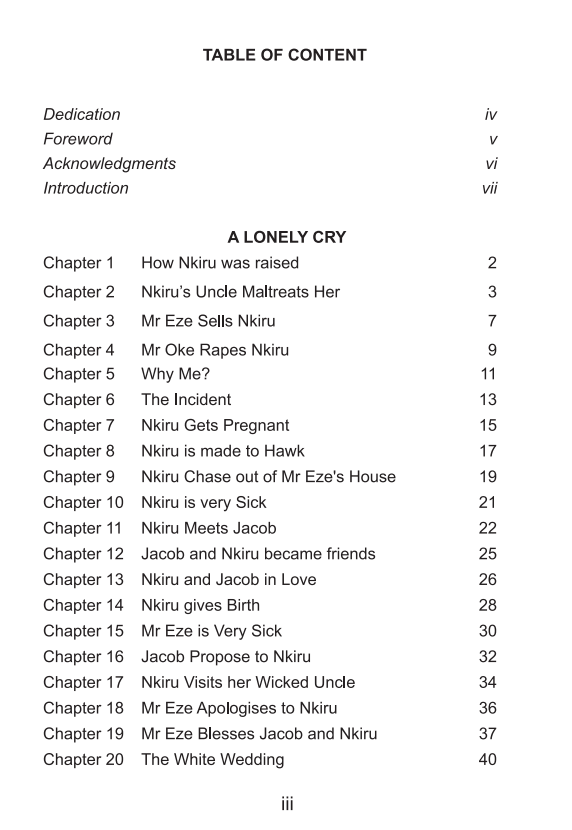 TABLE OF CONTENT
Dedication iv
Foreword v
Acknowledgments vi
Introduction vii
A LONELY CRY
Chapter 1 How Nkiru was raised 2
Chapter 2 Nkiru’s Uncle Maltreats Her 3
Chapter 3 Mr Eze Sells Nkiru 7
Chapter 4 Mr Oke Rapes Nkiru 9
Chapter 5 Why Me? 11
Chapter 6 The Incident 13
Chapter 7 Nkiru Gets Pregnant 15
Chapter 8 Nkiru is made to Hawk 17
Chapter 9 Nkiru Chase out of Mr Eze's House 19
Chapter 10 Nkiru is very Sick 21
Chapter 11 Nkiru Meets Jacob 22
Chapter 12 Jacob and Nkiru became friends 25
Chapter 13 Nkiru and Jacob in Love 26
Chapter 14 Nkiru gives Birth 28
Chapter 15 Mr Eze is Very Sick 30
Chapter 16 Jacob Propose to Nkiru 32
Chapter 17 Nkiru Visits her Wicked Uncle 34
Chapter 18 Mr Eze Apologises to Nkiru 36
Chapter 19 Mr Eze Blesses Jacob and Nkiru 37
Chapter 20 The White Wedding 40
iii